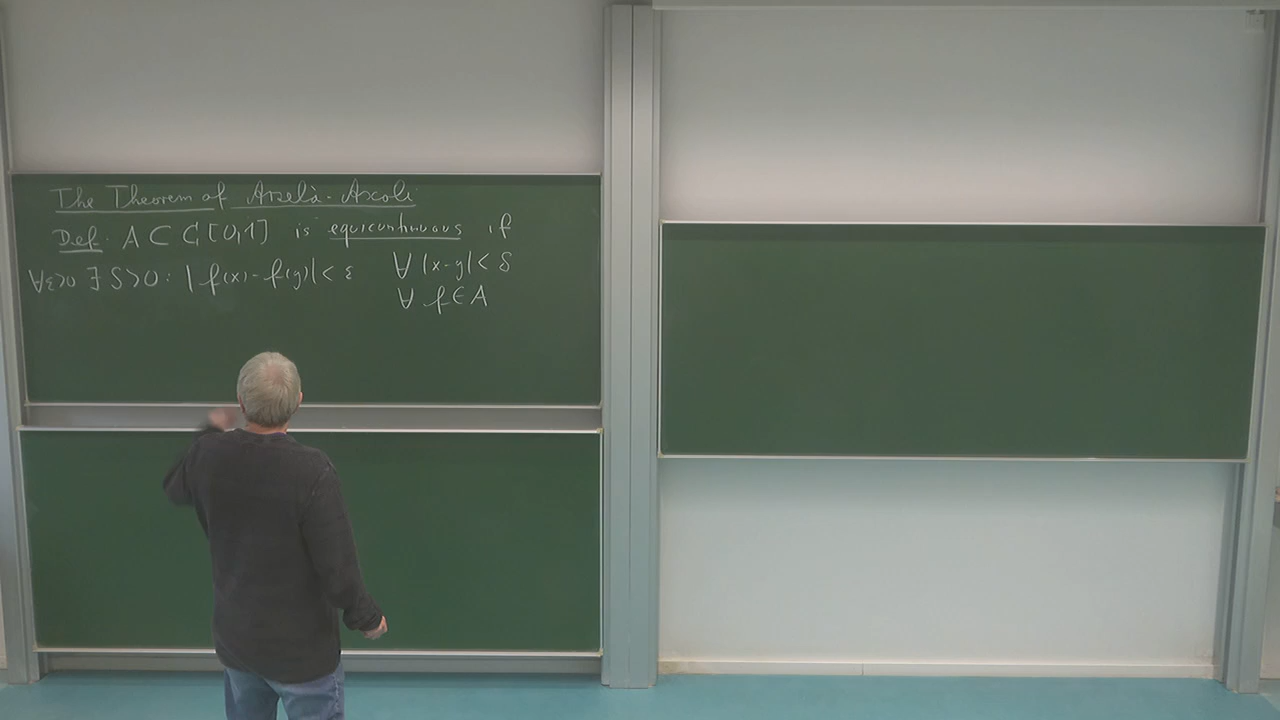 The Theorem of Arzelà-Ascoli
Def. A ⊂ C[0,1] is equicontinuous if
∀ε>0 ∃ δ>0: |f(x)-f(y)|<ε ∀ |x-y|<δ
∀ f∈A